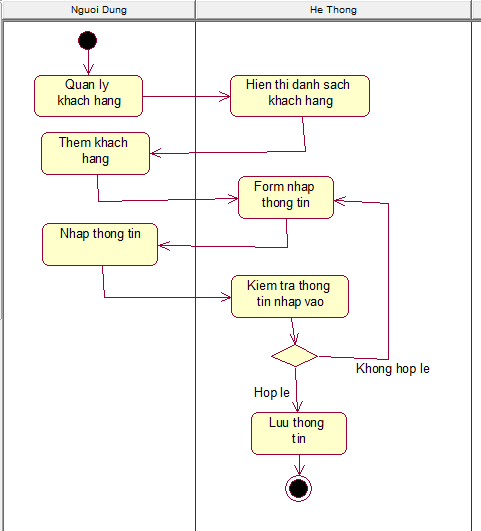 Nguoi Dung
He Thong
Quan ly
khach hang
Hien thi danh sach
khach hang
Them khach
hang
Form nhap
thong tin
Nhap thong tin
Kiem tra thong
tin nhap vao
Khong hop le
Hop le
Luu thong
tin